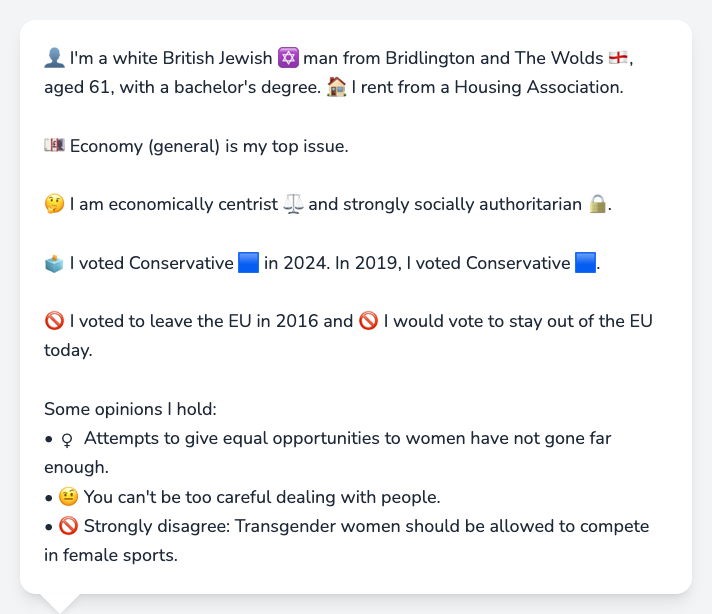 👤 I'm a white British Jewish ✡️ man from Bridlington and The Wolds 🏴󠁧󠁢󠁥󠁮󠁧󠁿,
aged 61, with a bachelor's degree. 🏠 I rent from a Housing Association.
💷 Economy (general) is my top issue.
🤔 I am economically centrist ⚖️ and strongly socially authoritarian 🔒.
🗳️ I voted Conservative 🟦 in 2024. In 2019, I voted Conservative 🟦.
🚫 I voted to leave the EU in 2016 and 🚫 I would vote to stay out of the EU
today.
Some opinions I hold:
• ♀ Attempts to give equal opportunities to women have not gone far
enough.
• 🤨 You can't be too careful dealing with people.
• 🚫 Strongly disagree: Transgender women should be allowed to compete
in female sports.